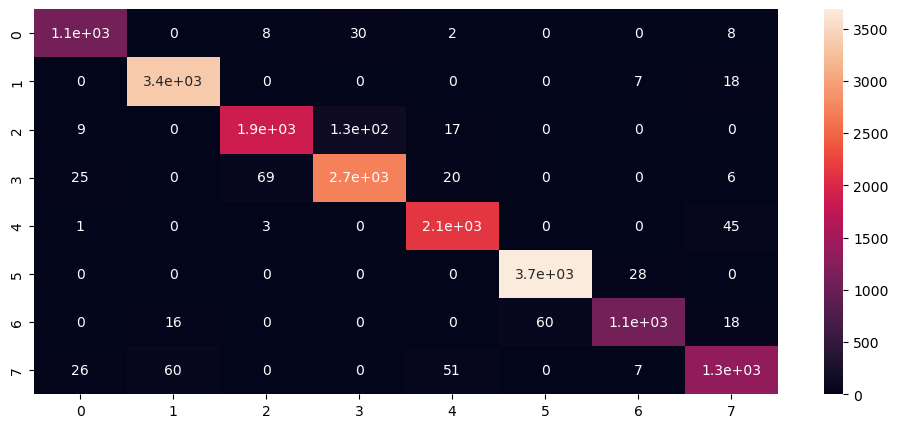 0 1.1e+03 0 8 30 2 0 0 8
1 0 3.4e+03 0 0 0 0 7 18
2 9 0 1.9e+03 1.3e+02 17 0 0 0
3 25 0 69 2.7e+03 20 0 0 6
4 1 0 3 0 2.1e+03 0 0 45
5 0 0 0 0 0 3.7e+03 28 0
6 0 16 0 0 0 60 1.1e+03 18
7 26 60 0 0 51 0 7 1.3e+03
0 1 2 3 4 5 6 7
3500
3000
2500
2000
1500
1000
500
0